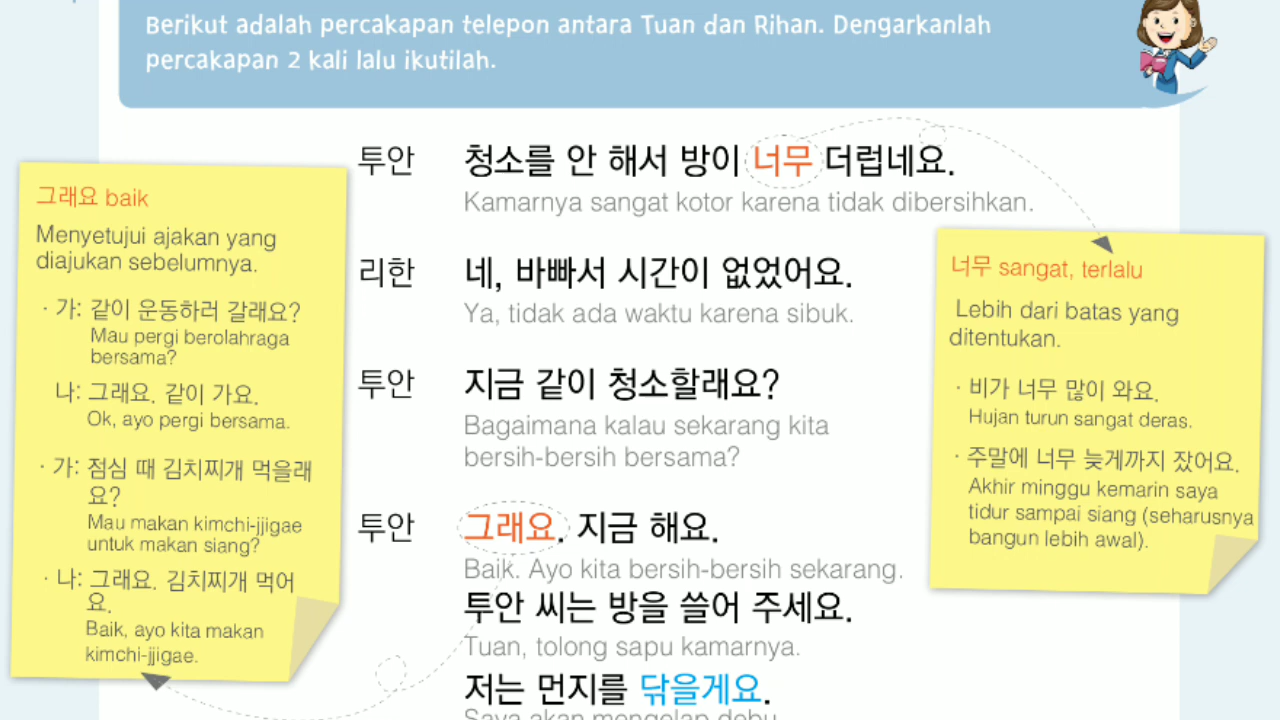 Berikut adalah percakapan telepon antara Tuan dan Rihan. Dengarkanlah
percakapan 2 kali lalu ikutilah.
투안 청소를 안 해서 방이 너무 더럽네요.
Kamarnya sangat kotor karena tidak dibersihkan.
리한 네, 바빠서 시간이 없었어요.
Ya, tidak ada waktu karena sibuk.
투안 지금 같이 청소할래요?
Bagaimana kalau sekarang kita
bersih-bersih bersama?
투안 그래요. 지금 해요.
Baik. Ayo kita bersih-bersih sekarang.
투안 씨는 방을 쓸어 주세요.
Tuan, tolong sapu kamarnya.
저는 먼지를 닦을게요.
Saya akan mengelap debu.
그래요 baik
Menyetujui ajakan yang
diajukan sebelumnya.
· 가: 같이 운동하러 갈래요?
Mau pergi berolahraga
bersama?
나: 그래요. 같이 가요.
Ok, ayo pergi bersama.
· 가: 점심 때 김치찌개 먹을래
요?
Mau makan kimchi-jjigae
untuk makan siang?
· 나: 그래요. 김치찌개 먹어
요.
Baik, ayo kita makan
kimchi-jjigae.
너무 sangat, terlalu
Lebih dari batas yang
ditentukan.
· 비가 너무 많이 와요.
Hujan turun sangat deras.
· 주말에 너무 늦게까지 잤어요.
Akhir minggu kemarin saya
tidur sampai siang (seharusnya
bangun lebih awal).